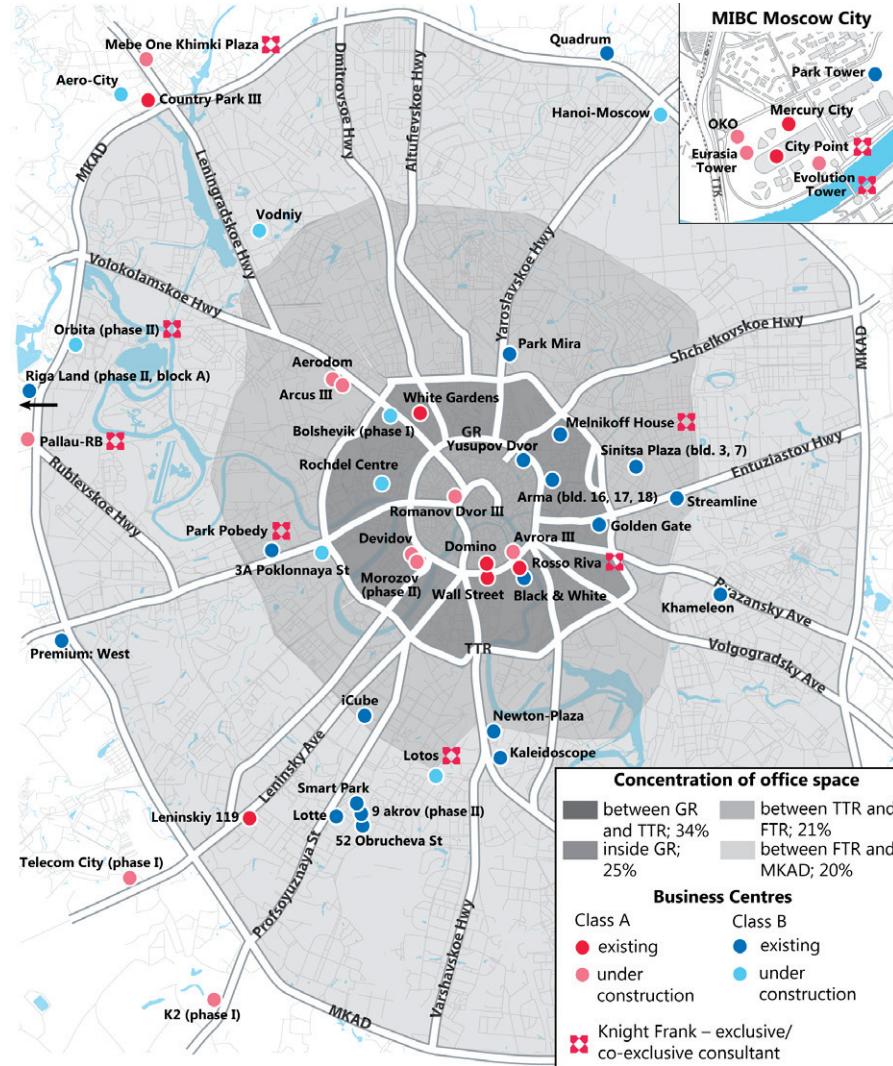 MIBC Moscow City
Park Tower
Mercury City
OKO
City Point
Eurasia
Tower
Evolution
Tower
TTK
Mebe One Khimki Plaza
Aero-City
Country Park III
Quadrum
Hanoi-Moscow
MKAD
Leningradskoe Hwy
Dmitrovsoe Hwy
Altufievskoe Hwy
Yaroslavskoe Hwy
Vodniy
Volokolamskoe Hwy
Shchelkovskoe Hwy
MKAD
Orbita (phase II)
Riga Land (phase II, block A)
Pallau-RB
Rublevskoe Hwy
Park Mira
Aerodom
Arcus III
White Gardens
Bolshevik (phase I)
GR
Melnikoff House
Yusupov Dvor
Sinitsa Plaza (bld. 3, 7)
Entuziastov Hwy
Rochdel Centre
Arma (bld. 16, 17, 18)
Streamline
Romanov Dvor III
Golden Gate
Park Pobedy
3A Poklonnaya St
Devidov
Morozov
(phase II)
Domino
Avrora III
Rosso Riva
Wall Street
Black & White
Khameleon
Ryazansky Ave
Volgogradsky Ave
TTR
Premium: West
iCube
Newton-Plaza
Kaleidoscope
Lotos
Leninsky Ave
Smart Park
Leninskiy 119
Lotte
9 akrov (phase II)
52 Obrucheva St
Telecom City (phase I)
Profsoyuznaya St
Varshavskoe Hwy
K2 (phase I)
MKAD
Concentration of office space
between GR
and TTR; 34%
inside GR;
25%
between TTR and
FTR; 21%
between FTR and
MKAD; 20%
Business Centres
Class A
existing
under
construction
Class B
existing
under
construction
Knight Frank – exclusive/
co-exclusive consultant